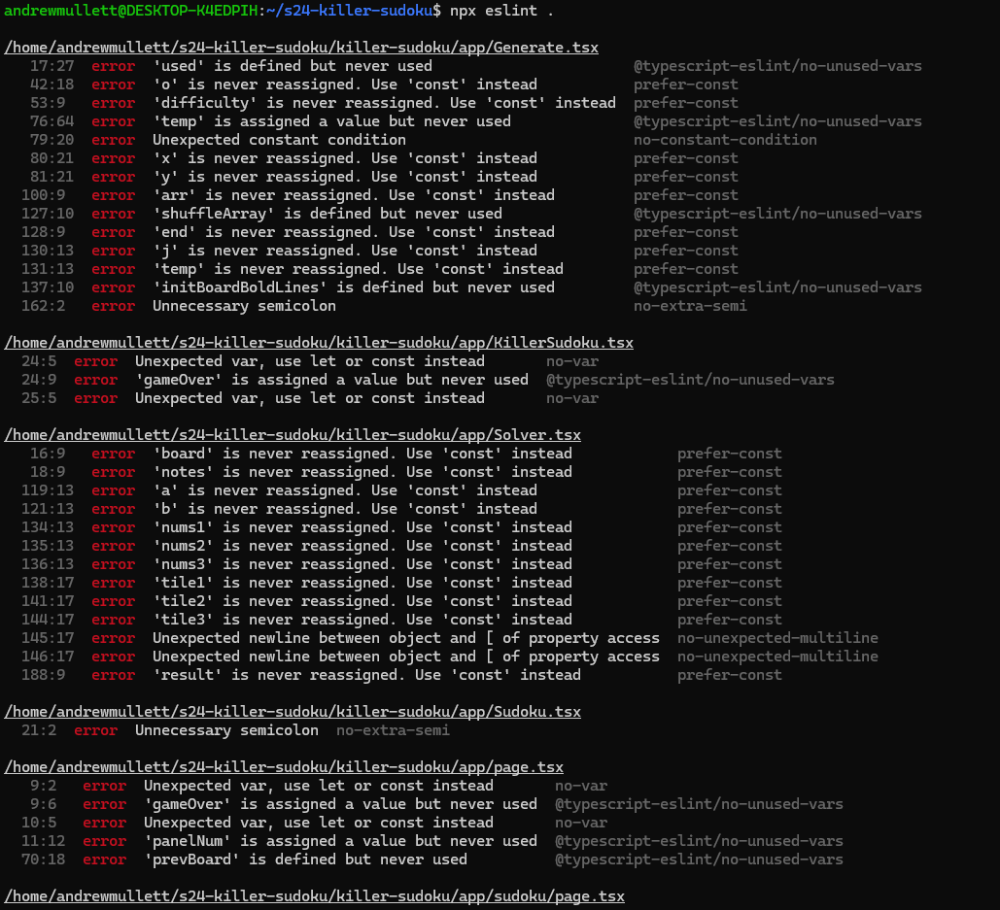 andrewmullett@DESKTOP-K4EDPIH:~/s24-killer-sudoku$ npx eslint .
/home/andrewmullett/s24-killer-sudoku/killer-sudoku/app/Generate.tsx
17:27 error 'used' is defined but never used @typescript-eslint/no-unused-vars
42:18 error 'o' is never reassigned. Use 'const' instead prefer-const
53:9 error 'difficulty' is never reassigned. Use 'const' instead prefer-const
76:64 error 'temp' is assigned a value but never used @typescript-eslint/no-unused-vars
79:20 error Unexpected constant condition no-constant-condition
80:21 error 'x' is never reassigned. Use 'const' instead prefer-const
81:21 error 'y' is never reassigned. Use 'const' instead prefer-const
100:9 error 'arr' is never reassigned. Use 'const' instead prefer-const
127:10 error 'shuffleArray' is defined but never used @typescript-eslint/no-unused-vars
128:9 error 'end' is never reassigned. Use 'const' instead prefer-const
130:13 error 'j' is never reassigned. Use 'const' instead prefer-const
131:13 error 'temp' is never reassigned. Use 'const' instead prefer-const
137:10 error 'initBoardBoldLines' is defined but never used @typescript-eslint/no-unused-vars
162:2 error Unnecessary semicolon no-extra-semi
/home/andrewmullett/s24-killer-sudoku/killer-sudoku/app/KillerSudoku.tsx
24:5 error Unexpected var, use let or const instead no-var
24:9 error 'gameOver' is assigned a value but never used @typescript-eslint/no-unused-vars
25:5 error Unexpected var, use let or const instead no-var
/home/andrewmullett/s24-killer-sudoku/killer-sudoku/app/Solver.tsx
16:9 error 'board' is never reassigned. Use 'const' instead prefer-const
18:9 error 'notes' is never reassigned. Use 'const' instead prefer-const
119:13 error 'a' is never reassigned. Use 'const' instead prefer-const
121:13 error 'b' is never reassigned. Use 'const' instead prefer-const
134:13 error 'nums1' is never reassigned. Use 'const' instead prefer-const
135:13 error 'nums2' is never reassigned. Use 'const' instead prefer-const
136:13 error 'nums3' is never reassigned. Use 'const' instead prefer-const
138:17 error 'tile1' is never reassigned. Use 'const' instead prefer-const
141:17 error 'tile2' is never reassigned. Use 'const' instead prefer-const
144:17 error 'tile3' is never reassigned. Use 'const' instead prefer-const
145:17 error Unexpected newline between object and [ of property access no-unexpected-multiline
146:17 error Unexpected newline between object and [ of property access no-unexpected-multiline
188:9 error 'result' is never reassigned. Use 'const' instead prefer-const
/home/andrewmullett/s24-killer-sudoku/killer-sudoku/app/Sudoku.tsx
21:2 error Unnecessary semicolon no-extra-semi
/home/andrewmullett/s24-killer-sudoku/killer-sudoku/app/page.tsx
9:2 error Unexpected var, use let or const instead no-var
9:6 error 'gameOver' is assigned a value but never used @typescript-eslint/no-unused-vars
10:5 error Unexpected var, use let or const instead no-var
11:12 error 'panelNum' is assigned a value but never used @typescript-eslint/no-unused-vars
70:18 error 'prevBoard' is defined but never used @typescript-eslint/no-unused-vars
/home/andrewmullett/s24-killer-sudoku/killer-sudoku/app/sudoku/page.tsx